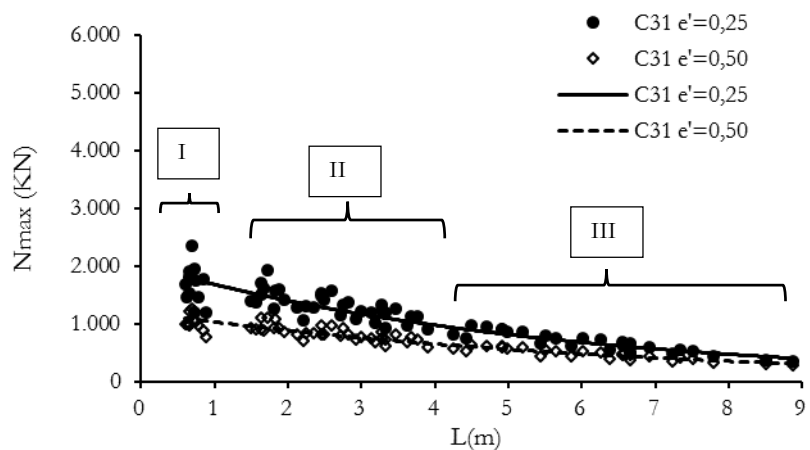 6.000
5.000
4.000
3.000
2.000
1.000
0
Nmax (KN)
C31 e'=0,25
C31 e'=0,50
C31 e'=0,25
C31 e'=0,50
I
II
III
0 1 2 3 4 5 6 7 8 9
L(m)